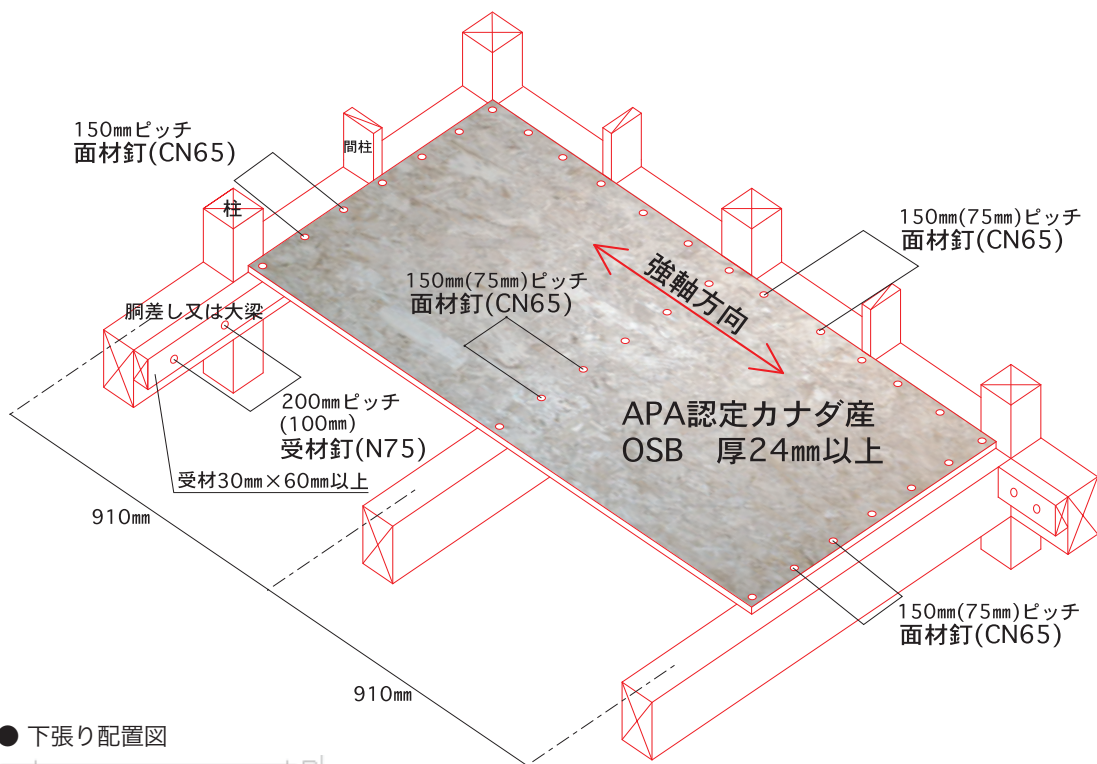 150㎜ピッチ
面材釘(CN65)
間柱
柱
150㎜(75㎜)ピッチ
面材釘(CN65)
150㎜(75㎜)ピッチ
面材釘(CN65)
強軸方向
胴差し又は大梁
200㎜ピッチ
(100㎜)
受材釘(N75)
受材30㎜×60㎜以上
APA認定カナダ産
OSB　厚24㎜以上
910㎜
150㎜(75㎜)ピッチ
面材釘(CN65)
910㎜
● 下張り配置図